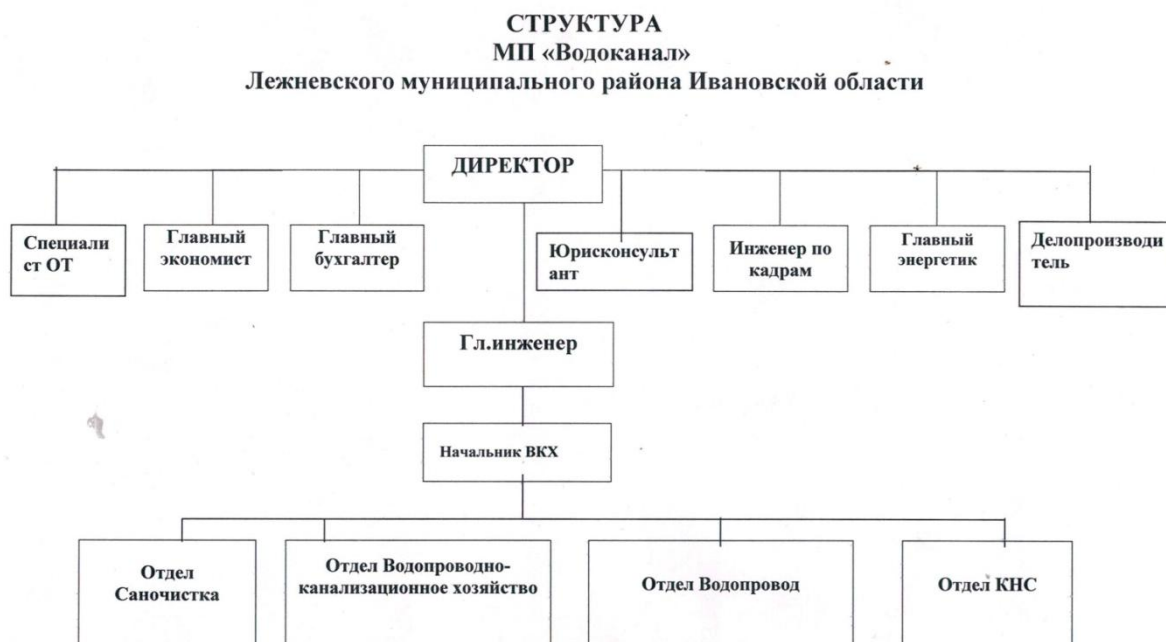 СТРУКТУРА
МП «Водоканал»
Лежневского муниципального района Ивановской области
ДИРЕКТОР
Специали
ст ОТ
Главный
экономист
Главный
бухгалтер
Юрисконсульт
ант
Инженер по
кадрам
Главный
энергетик
Делопроизводи
тель
Гл.инженер
Начальник ВКХ
Отдел
Саночистка
Отдел Водопроводно-
канализационное хозяйство
Отдел Водопровод
Отдел КНС